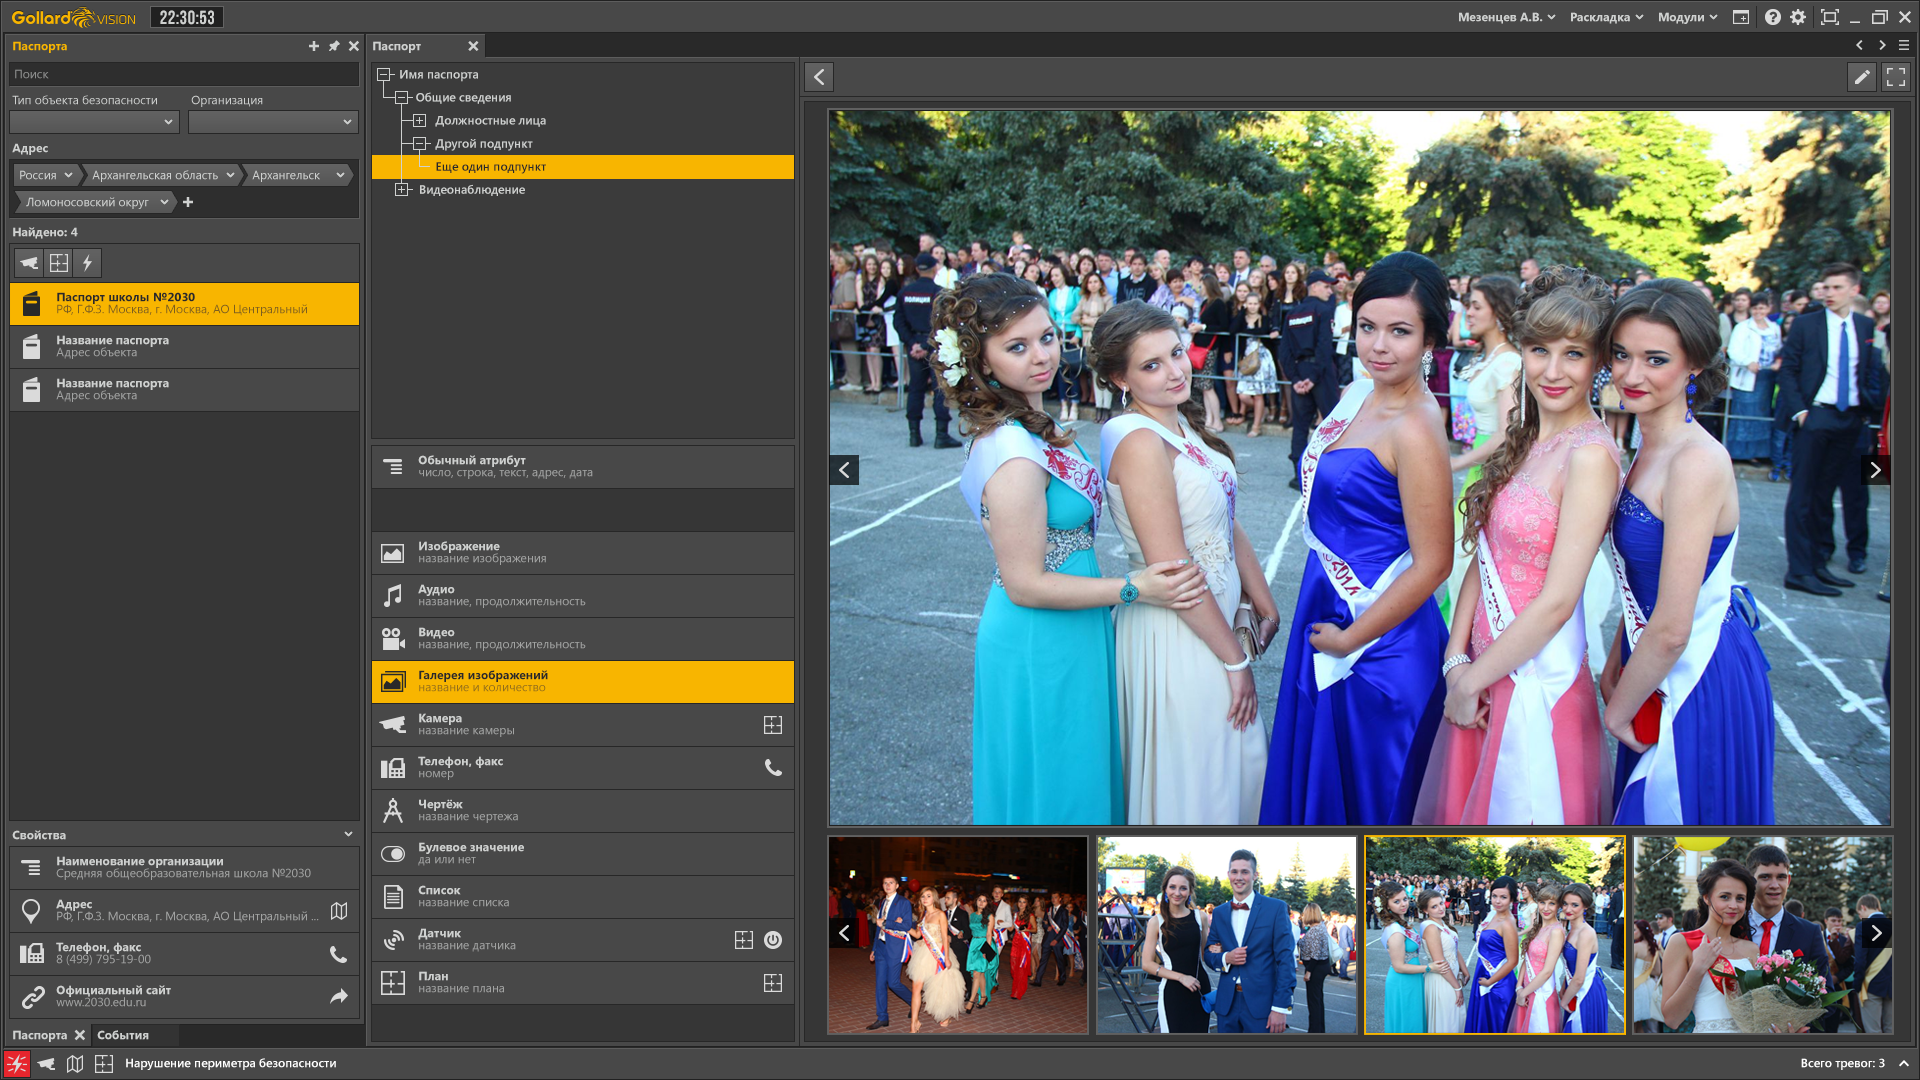 Gollard VISION
22:30:53
Мезенцев А.В.
Раскладка
Модули
Паспорта
Поиск
Тип объекта безопасности
Организация
Адрес
Россия
Архангельская область
Архангельск
Ломоносовский округ
Найдено: 4
Паспорт школы №2030
РФ, Г.Ф.З. Москва, г. Москва, АО Центральный
Название паспорта
Адрес объекта
Название паспорта
Адрес объекта
Свойства
Наименование организации
Средняя общеобразовательная школа №2030
Адрес
РФ, Г.Ф.З. Москва, г. Москва, АО Центральный ...
Телефон, факс
8 (499) 795-19-00
Официальный сайт
www.2030.edu.ru
Паспорта
События
Паспорт
Имя паспорта
Общие сведения
Должностные лица
Другой подпункт
Еще один подпункт
Видеонаблюдение
Обычный атрибут
число, строка, текст, адрес, дата
Изображение
название изображения
Аудио
название, продолжительность
Видео
название, продолжительность
Галерея изображений
название и количество
Камера
название камеры
Телефон, факс
номер
Чертёж
название чертежа
Булевое значение
да или нет
Список
название списка
Датчик
название датчика
План
название плана
ПОЛИЦИЯ
2014
Нарушение периметра безопасности
Всего тревог: 3